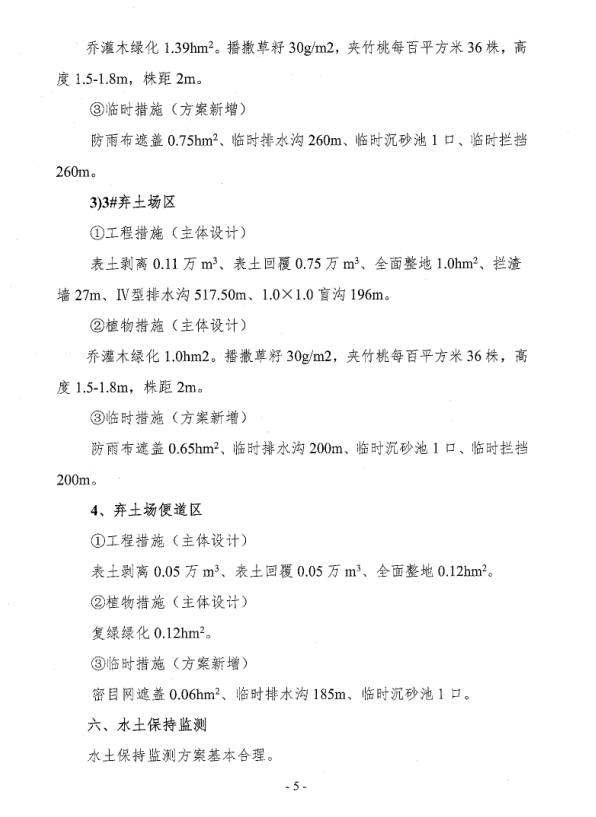 乔灌木绿化 1.39hm²。播撒草籽 30g/m2，夹竹桃每百平方米 36 株，高
度 1.5-1.8m，株距 2m。
③临时措施（方案新增）
防雨布遮盖 0.75hm²、临时排水沟 260m、临时沉砂池 1 口、临时拦挡
260m。
3)3#弃土场区
①工程措施（主体设计）
表土剥离 0.11 万 m³、表土回覆 0.75 万 m³、全面整地 1.0hm²、拦渣
墙 27m、Ⅳ型排水沟 517.50m、1.0×1.0 盲沟 196m。
②植物措施（主体设计）
乔灌木绿化 1.0hm2。播撒草籽 30g/m2，夹竹桃每百平方米 36 株，高
度 1.5-1.8m，株距 2m。
③临时措施（方案新增）
防雨布遮盖 0.65hm²、临时排水沟 200m、临时沉砂池 1 口、临时拦挡
200m。
4、弃土场便道区
①工程措施（主体设计）
表土剥离 0.05 万 m³、表土回覆 0.05 万 m³、全面整地 0.12hm²。
②植物措施（主体设计）
复绿绿化 0.12hm²。
③临时措施（方案新增）
密目网遮盖 0.06hm²、临时排水沟 185m、临时沉砂池 1 口。
六、水土保持监测
水土保持监测方案基本合理。
- 5 -